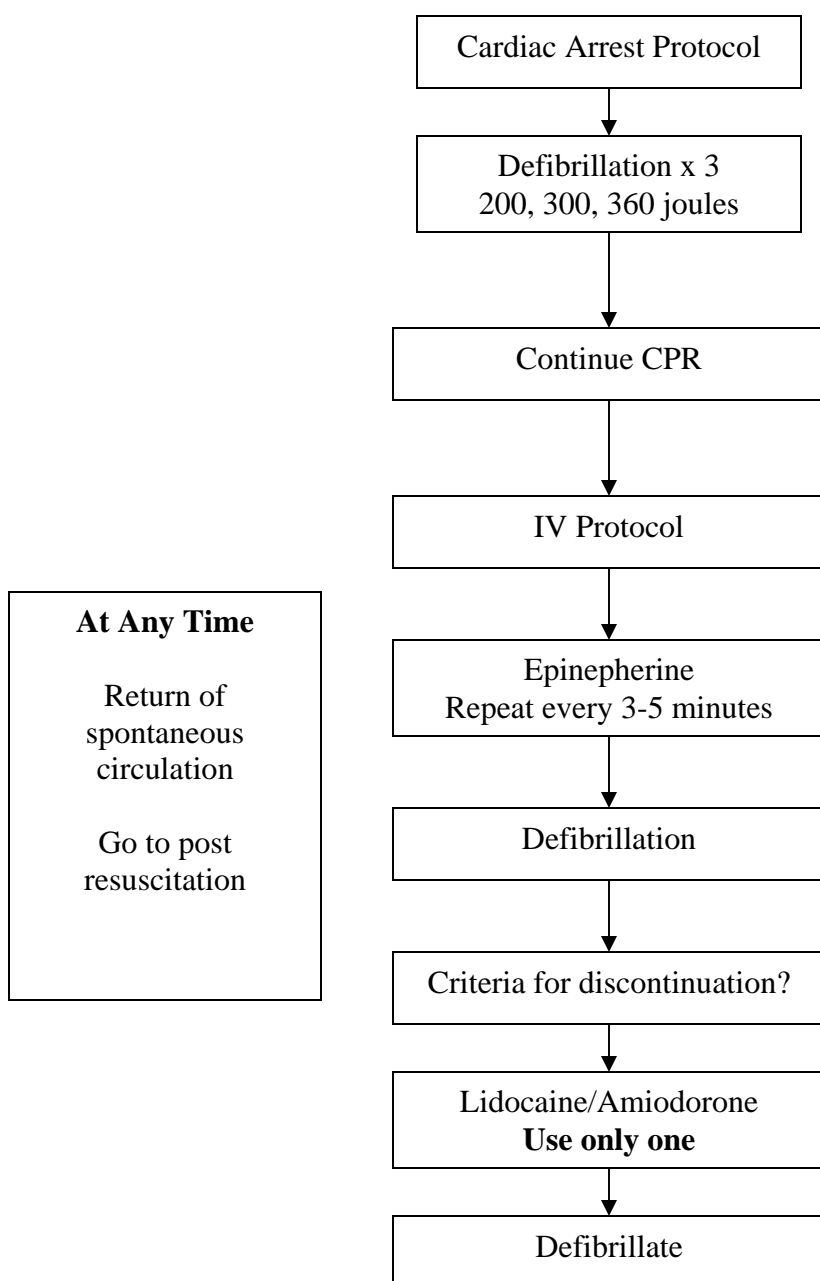 Cardiac Arrest Protocol
Defibrillation x 3
200, 300, 360 joules
Continue CPR
IV Protocol
At Any Time
Return of
spontaneous
circulation
Go to post
resuscitation
Epinepherine
Repeat every 3-5 minutes
Defibrillation
Criteria for discontinuation?
Lidocaine/Amiodorone
Use only one
Defibrillate